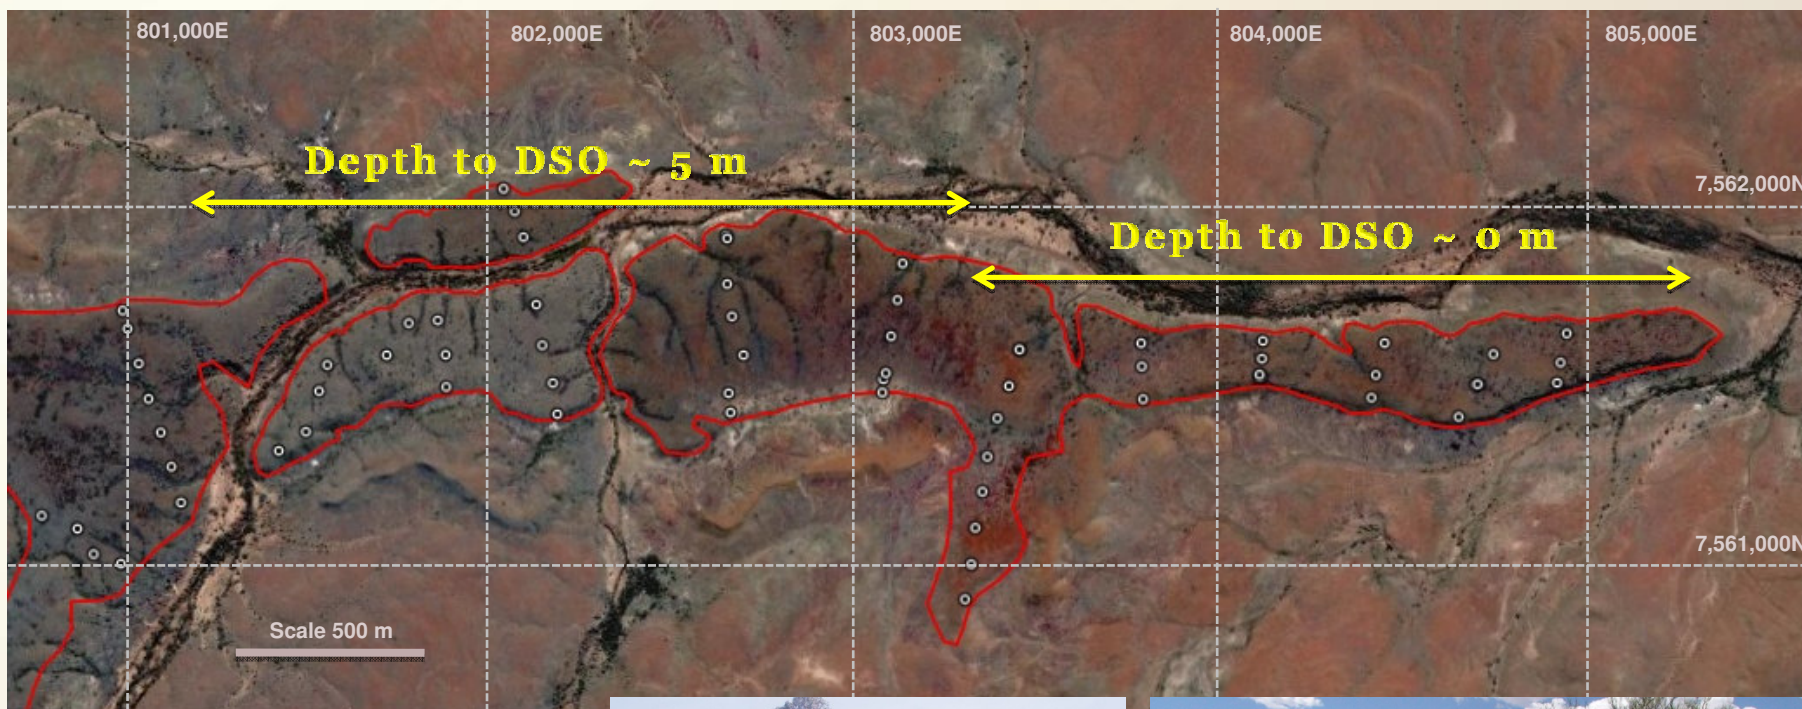 801,000E
802,000E
803,000E
804,000E
805,000E
Depth to DSO ~ 5 m
7,562,000N
Depth to DSO ~ 0 m
7,561,000N
Scale 500 m